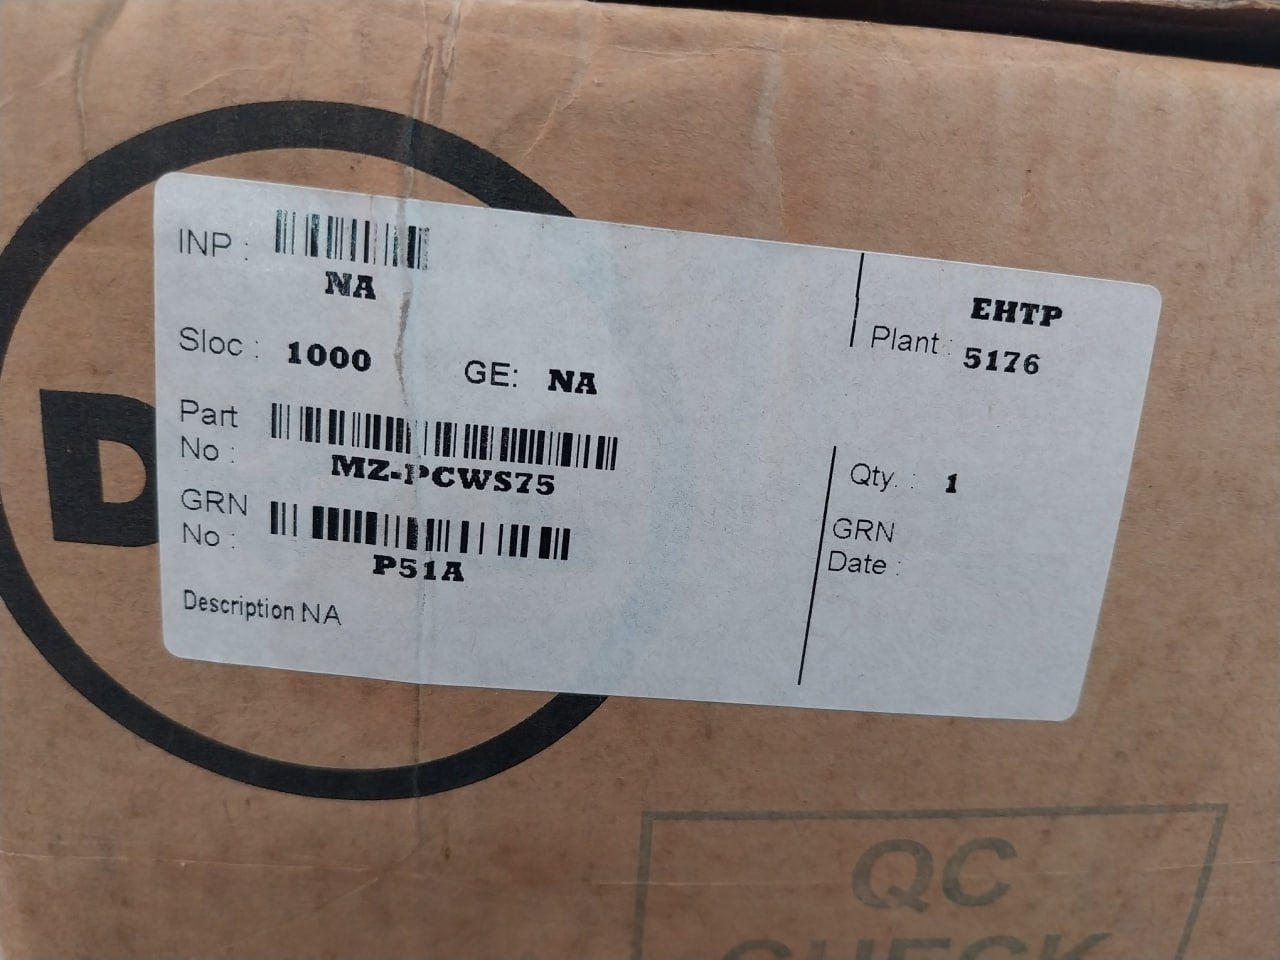 INP :
NA
Sloc : 1000 GE: NA
Part No :
MZ-PCWS75
GRN No :
P51A
Description NA
EHTP
Plant : 5176
Qty. : 1
GRN
Date :
D
QC
CHECK